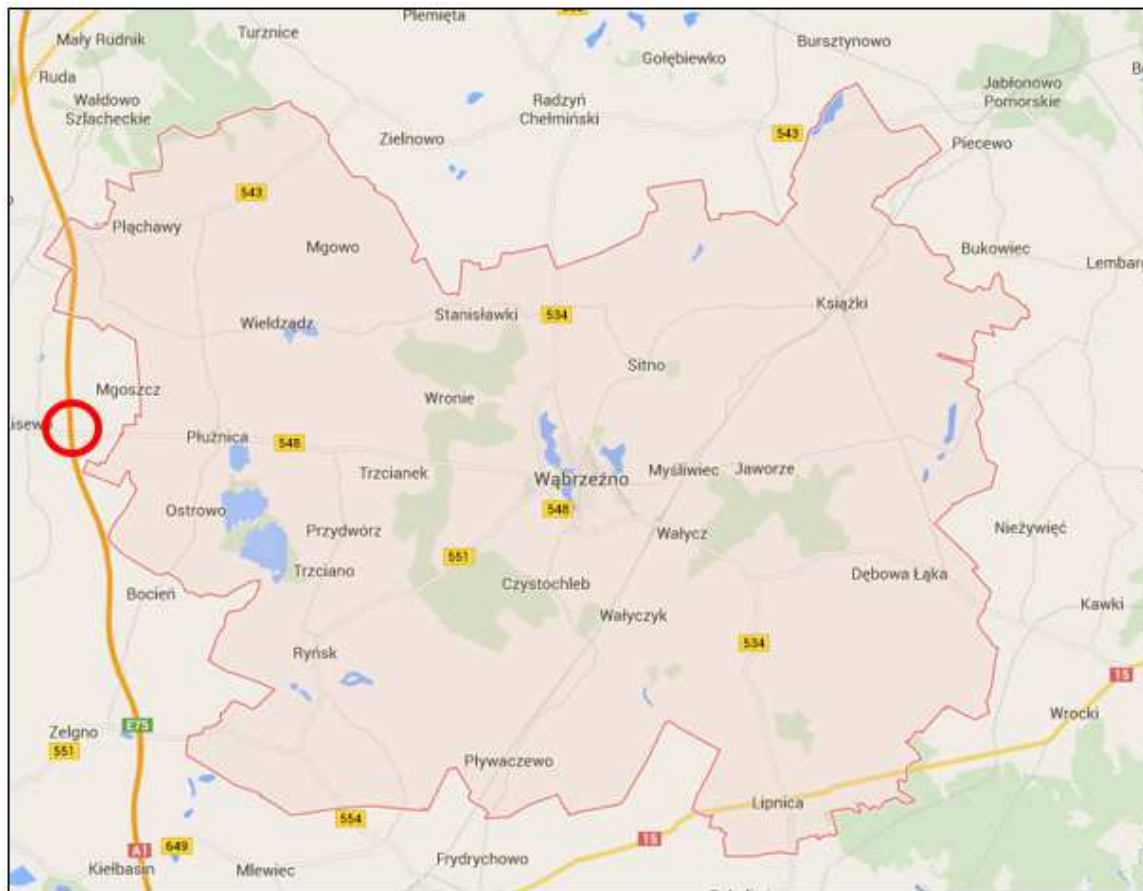 Plemięta
Mały Rudnik
Turznice
Bursztynowo
Gołębiewko
Ruda
Wałdowo
Szlacheckie
Radzyń
Chełmiński
Jabłonowo
Pomorskie
Zielnowo
543
Piecewo
543
Płąchawy
Mgowo
Bukowiec
Lembarg
Książki
Wieldządz
Stanisławki
534
Sitno
Mgoszcz
Wronie
Płużnica
548
Trzcianek
Wąbrzeźno
Myśliwiec
Jaworze
Ostrowo
548
Przydwórz
Wałycz
Nieżywięć
551
Trzciano
Czystochleb
Dębowa Łąka
Bocień
Wałyczyk
Kawki
Ryńsk
534
15
Wrocki
E75
Zelgno
551
Pływaczewo
Lipnica
554
15
A1
649
Kiełbasin
Mlewiec
Frydrychowo